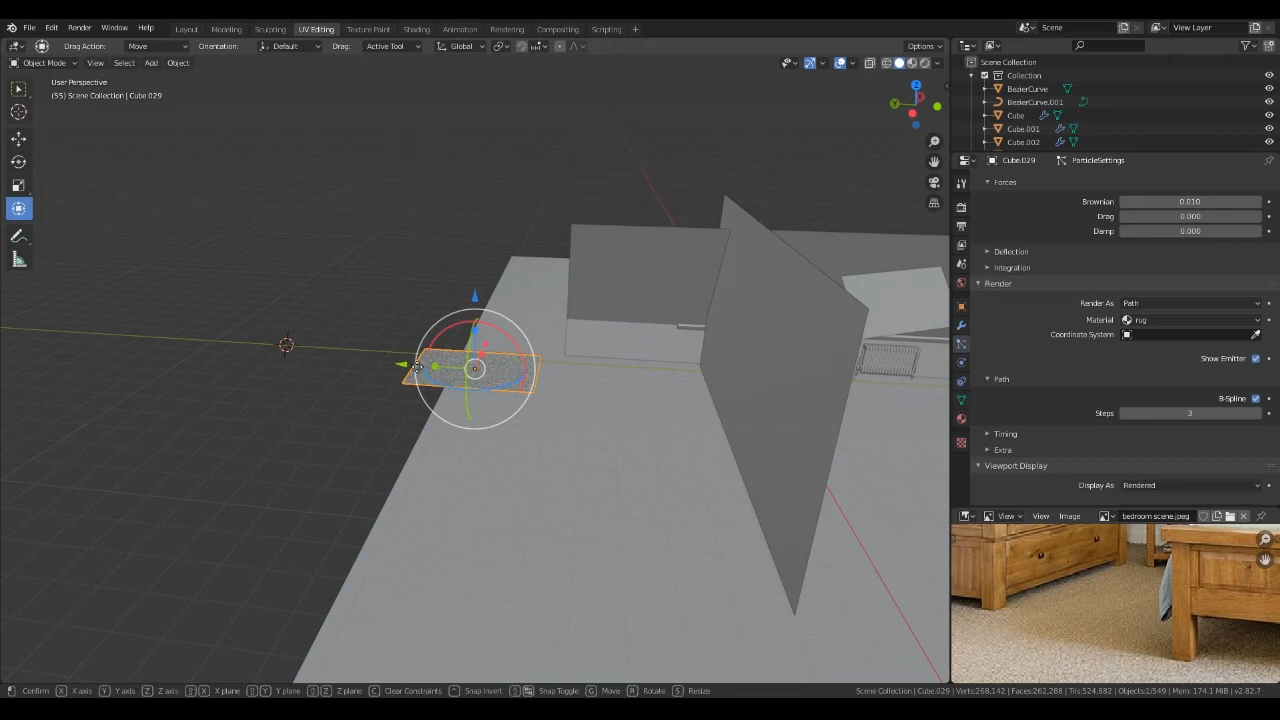 File Edit Render Window Help Layout Modeling Sculpting UV Editing Texture Paint Shading Animation Rendering Compositing Scripting + Scene View Layer
Drag Action: Move Orientation: Default Drag: Active Tool Global Options
Object Mode View Select Add Object
User Perspective
(55) Scene Collection | Cube.029
Z
Y
Scene Collection
Collection
BezierCurve
BezierCurve.001
Cube
Cube.001
Cube.002
Cube.029 ParticleSettings
Forces
Brownian 0.010
Drag 0.000
Damp 0.000
Deflection
Integration
Render
Render As Path
Material rug
Coordinate System
Show Emitter
Path
B-Spline
Steps 3
Timing
Extra
Viewport Display
Display As Rendered
View View Image bedroom scene.jpeg
Confirm X X axis Y Y axis Z Z axis X X plane Y Y plane Z Z plane C Clear Constraints Snap Invert Snap Toggle G Move R Rotate S Resize
Scene Collection | Cube.029 | Verts:268,142 | Faces:262,288 | Tris:524,882 | Objects:1/549 | Mem: 174.1 MiB | v2.82.7